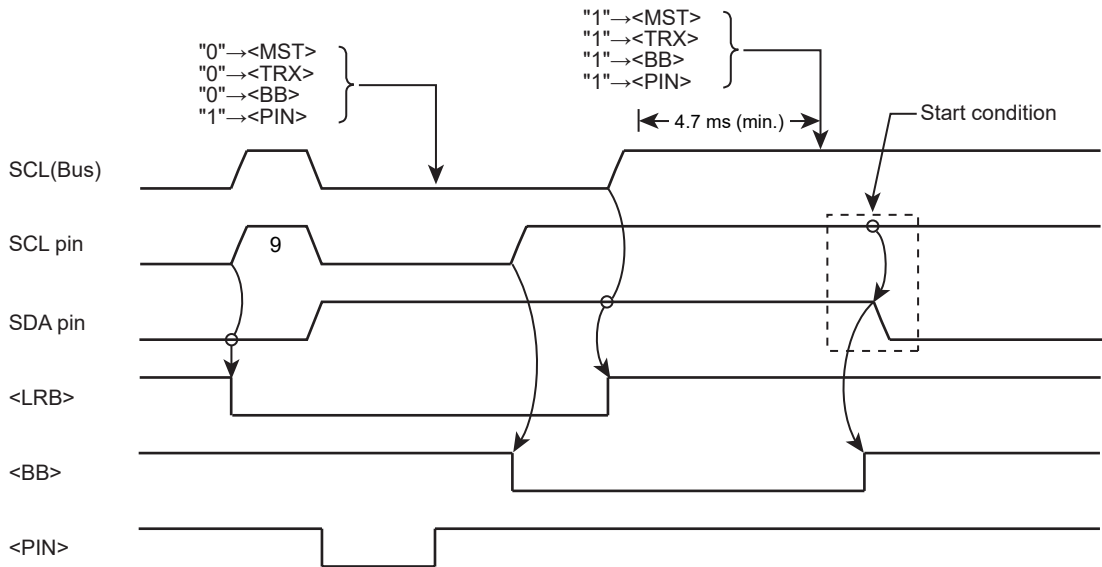 "0"→<MST>
"0"→<TRX>
"0"→<BB>
"1"→<PIN>
"1"→<MST>
"1"→<TRX>
"1"→<BB>
"1"→<PIN>
4.7 ms (min.)
Start condition
SCL(Bus)
SCL pin
9
SDA pin
<LRB>
<BB>
<PIN>